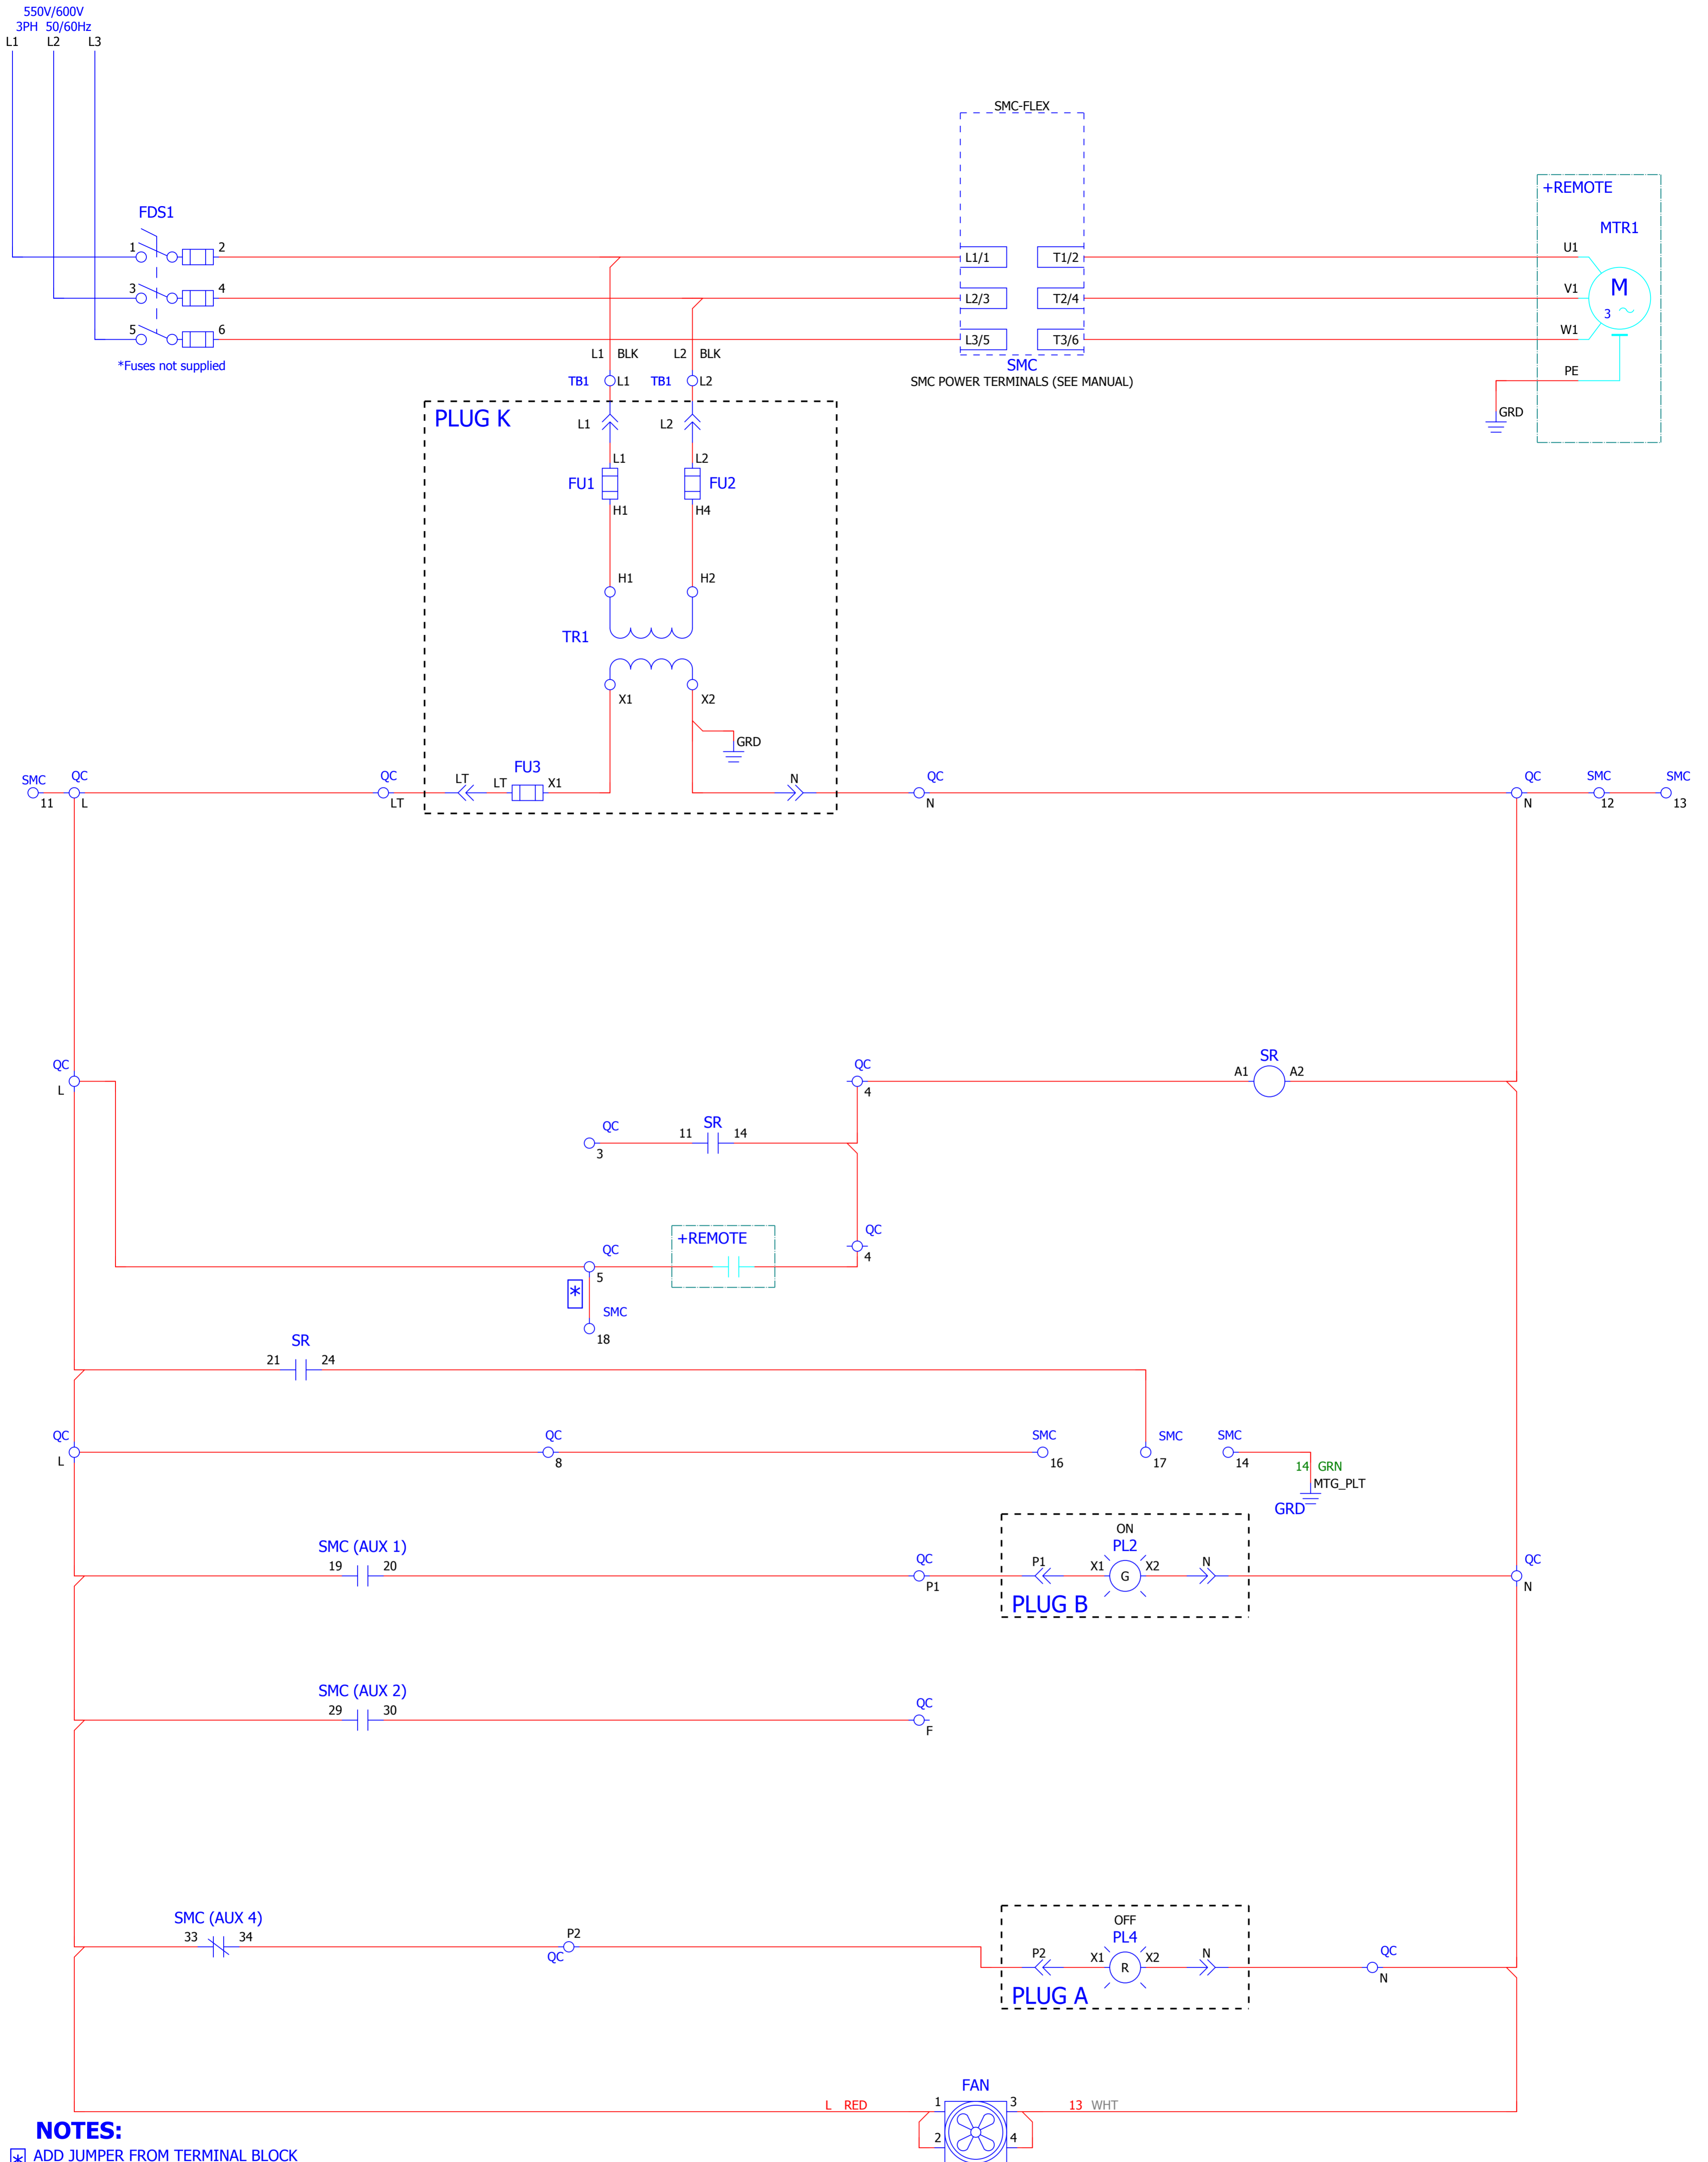 550V/600V
3PH 50/60Hz
L1 L2 L3
SMC-FLEX
+REMOTE
FDS1
MTR1
1 2
L1/1 T1/2
U1
3 4
L2/3 T2/4
V1
M
3
5 6
L3/5 T3/6
W1
*Fuses not supplied
L1 BLK L2 BLK
SMC
SMC POWER TERMINALS (SEE MANUAL)
PE
TB1 L1 TB1 L2
GRD
PLUG K
L1 L2
L1 L2
FU1 FU2
H1 H4
H1 H2
TR1
X1 X2
GRD
SMC QC QC
LT LT FU3 X1
N QC
QC SMC SMC
11 L LT
N
N 12 13
QC
L
QC
4
SR
A1 A2
QC
3
SR
11 14
QC
4
+REMOTE
QC
5
*
SMC
18
SR
21 24
QC
L
QC
8
SMC
16
SMC
17
SMC
14
14 GRN
MTG_PLT
GRD
SMC (AUX 1)
19 20
QC
P1
ON
PL2
P1 X1 G X2 N
PLUG B
QC
N
SMC (AUX 2)
29 30
QC
F
SMC (AUX 4)
33 34
P2
QC
OFF
PL4
P2 X1 R X2 N
PLUG A
QC
N
FAN
L RED 1 3 13 WHT
2 4
NOTES:
* ADD JUMPER FROM TERMINAL BLOCK